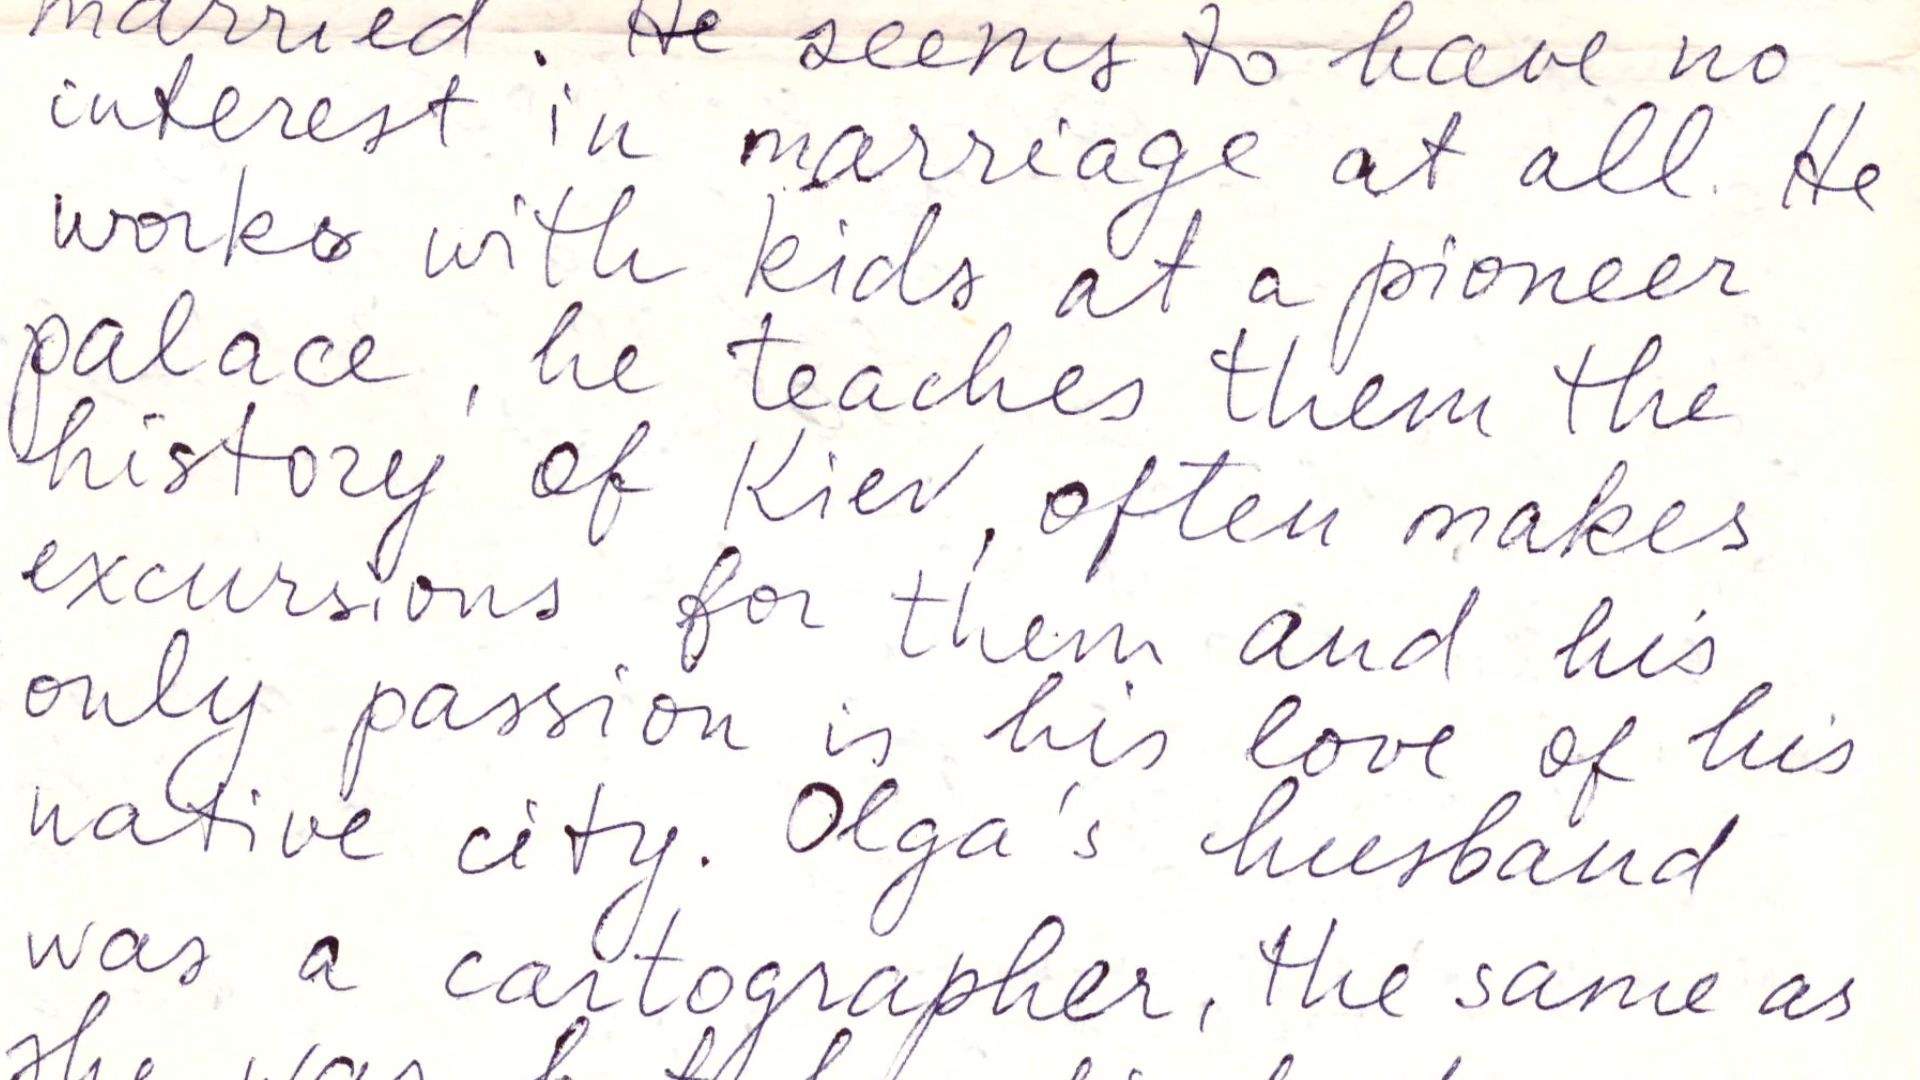 married. He seems to have no
interest in marriage at all. He
works with kids at a pioneer
palace, he teaches them the
history of Kiev, often makes
excursions for them and his
only passion is his love of his
native city. Olga's husband
was a cartographer, the same as
she was